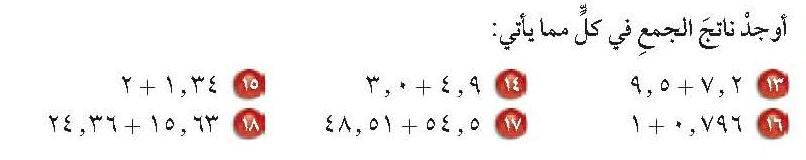 أوجدْ ناتجَ الجمعِ في كلٍّ مما يأتي:
١٣ ٧,٢ + ٩,٥ ١٤ ٤,٩ + ٣,٠ ١٥ ١,٣٤ + ٢
١٦ ٠,٧٩٦ + ١ ١٧ ٥٤,٥ + ٤٨,٥١ ١٨ ١٥,٦٣ + ٢٤,٣٦